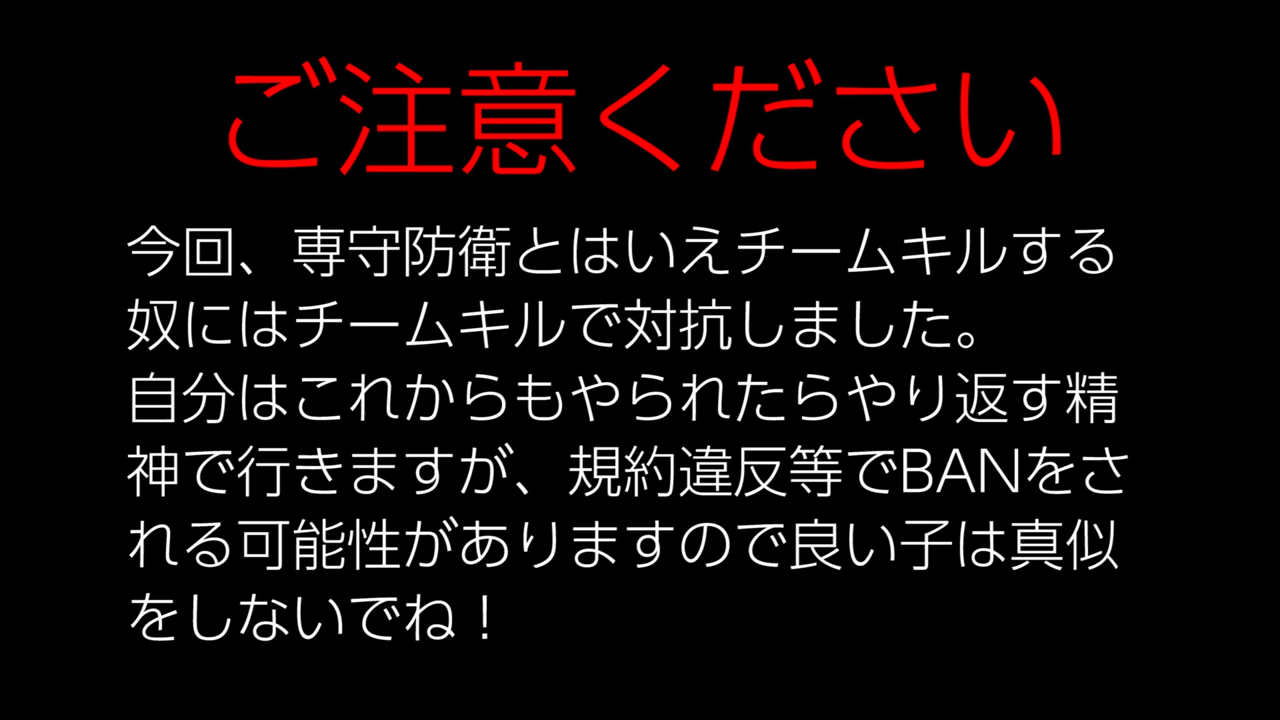 ご注意ください
今回、専守防衛とはいえチームキルする
奴にはチームキルで対抗しました。
自分はこれからもやられたらやり返す精
神で行きますが、規約違反等でBANをさ
れる可能性がありますので良い子は真似
をしないでね！